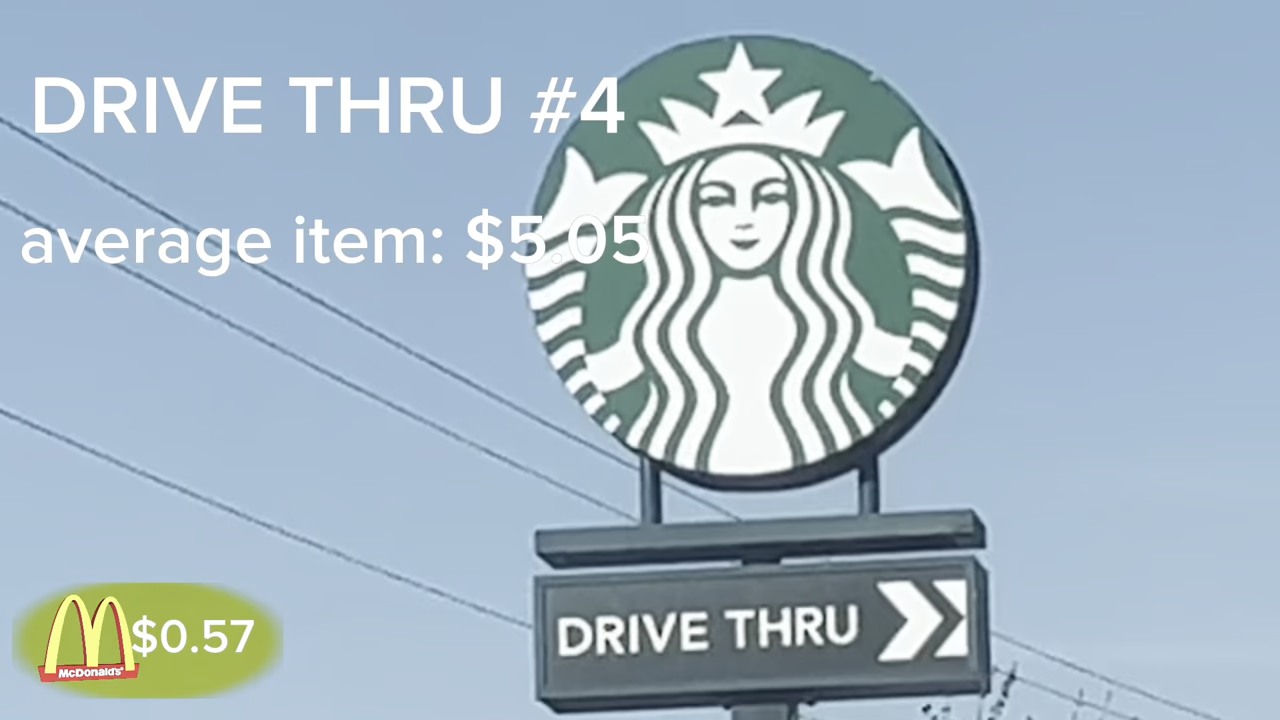 DRIVE THRU #4
average item: $5.05
McDonald's
$0.57
DRIVE THRU